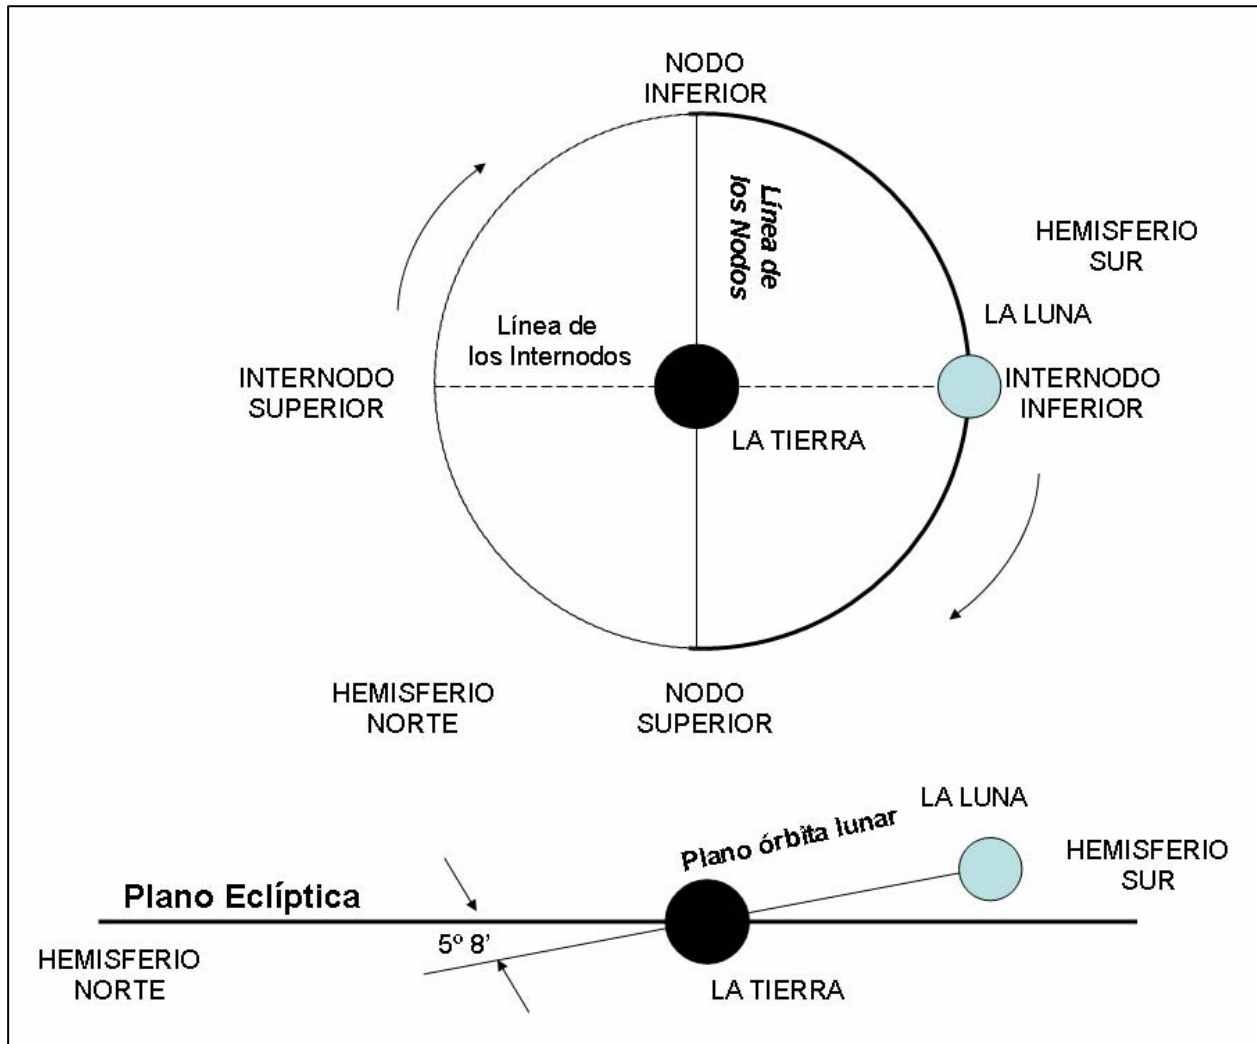 NODO
INFERIOR
Línea de
los Nodos
HEMISFERIO
SUR
LA LUNA
Línea de
los Internodos
INTERNODO
SUPERIOR
INTERNODO
INFERIOR
LA TIERRA
HEMISFERIO
NORTE
NODO
SUPERIOR
LA LUNA
Plano órbita lunar
HEMISFERIO
SUR
Plano Eclíptica
5º 8’
HEMISFERIO
NORTE
LA TIERRA